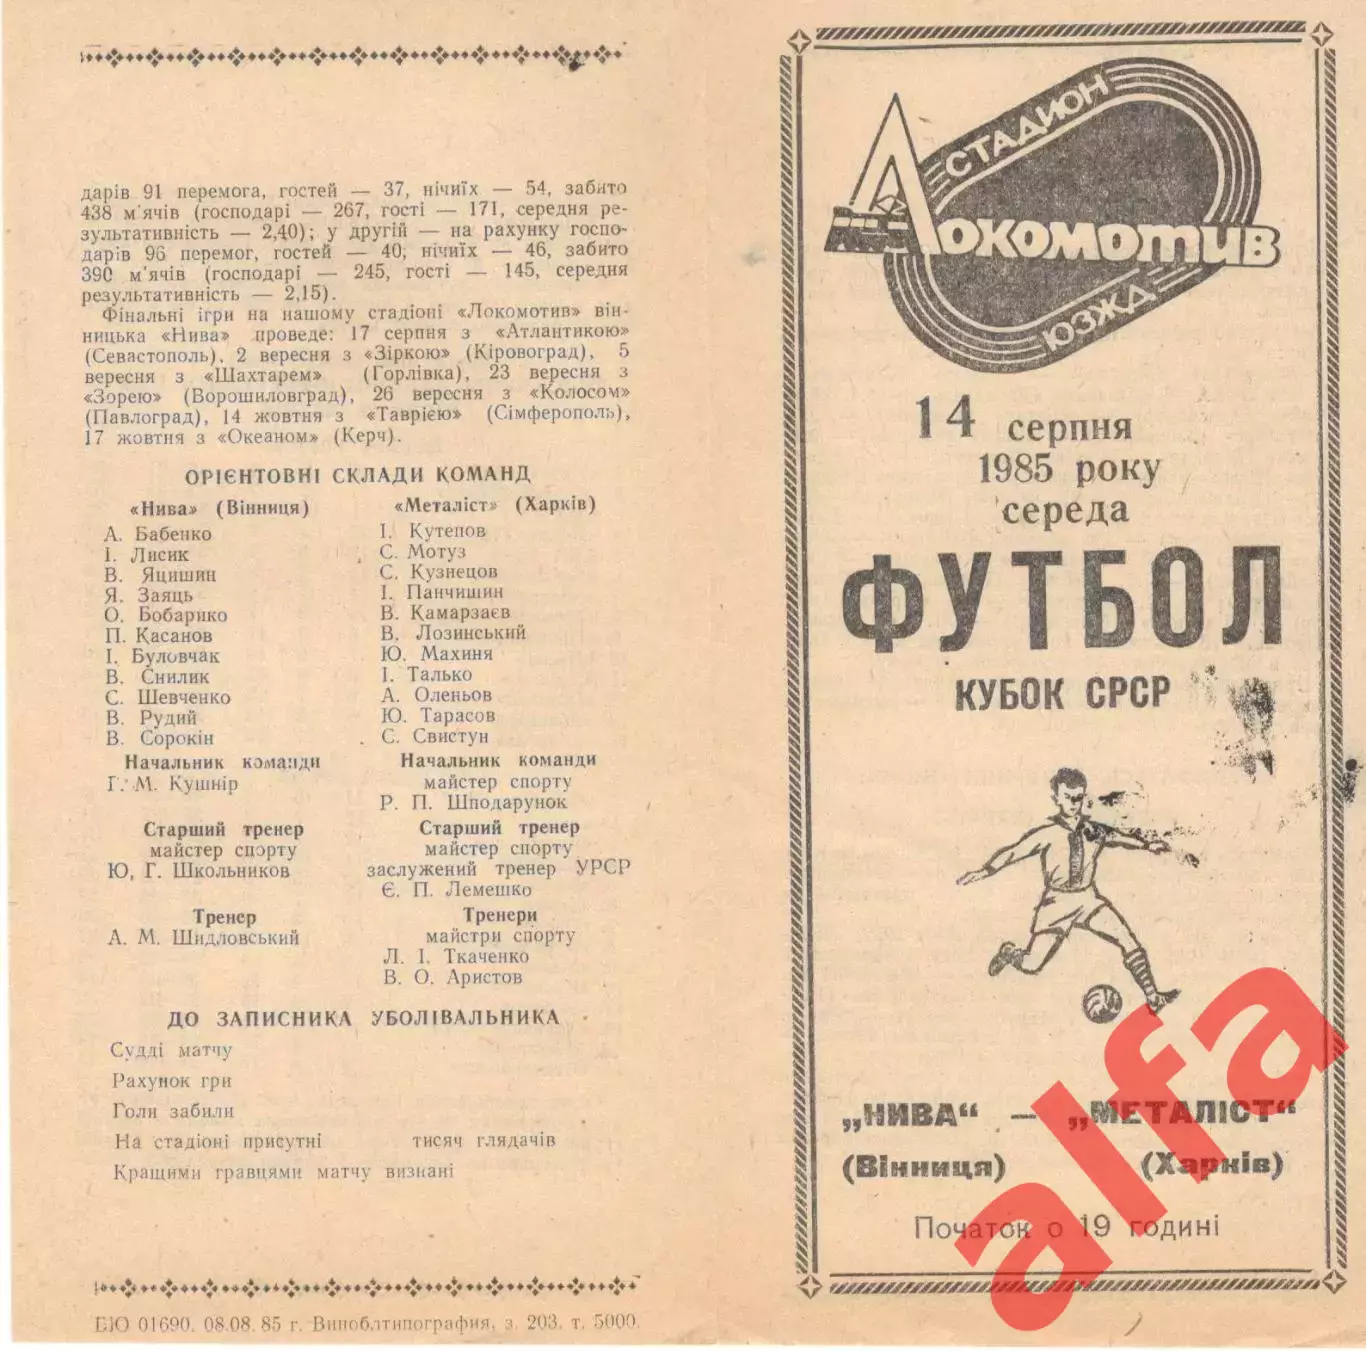 дарів 91 перемога, гостей — 37, нічиїх — 54, забито
438 м'ячів (господарі — 267, гості — 171, середня ре-
зультативність — 2,40); у другій — на рахунку госпо-
дарів 96 перемог, гостей — 40, нічиїх — 46, забито
390 м'ячів (господарі — 245, гості — 145, середня
результативність — 2,15).
Фінальні ігри на нашому стадіоні «Локомотив» він-
ницька «Нива» проведе: 17 серпня з «Атлантикою»
(Севастополь), 2 вересня з «Зіркою» (Кіровоград), 5
вересня з «Шахтарем» (Горлівка), 23 вересня з
«Зорею» (Ворошиловград), 26 вересня з «Колосом»
(Павлоград), 14 жовтня з «Таврією» (Сімферополь),
17 жовтня з «Океаном» (Керч).
ОРІЄНТОВНІ СКЛАДИ КОМАНД
«Нива» (Вінниця)
А. Бабенко
І. Лисик
В. Яцишин
Я. Заяць
О. Бобарико
П. Касанов
І. Буловчак
В. Снилик
С. Шевченко
В. Рудий
В. Сорокін
Начальник команди
Г. М. Кушнір
Старший тренер
майстер спорту
Ю, Г. Школьников
Тренер
А. М. Шидловський
«Металіст» (Харків)
І. Кутепов
С. Мотуз
С. Кузнецов
І. Панчишин
В. Камарзаєв
В. Лозинський
Ю. Махиня
І. Талько
А. Оленьов
Ю. Тарасов
С. Свистун
Начальник команди
майстер спорту
Р. П. Шподарунок
Старший тренер
майстер спорту
заслужений тренер УРСР
Є. П. Лемешко
Тренери
майстри спорту
Л. І. Ткаченко
В. О. Аристов
ДО ЗАПИСНИКА УБОЛІВАЛЬНИКА
Судді матчу
Рахунок гри
Голи забили
На стадіоні присутні тисяч глядачів
Кращими гравцями матчу визнані
БЮ 01690. 08.08. 85 г. Виноблтипография, з. 203. т. 5000.
СТАДИОН
ЛОКОМОТИВ
ЮЗЖД
14 серпня
1985 року
середа
ФУТБОЛ
КУБОК СРСР
„НИВА“ — „МЕТАЛІСТ“
(Вінниця) (Харків)
Початок о 19 годині
alfa